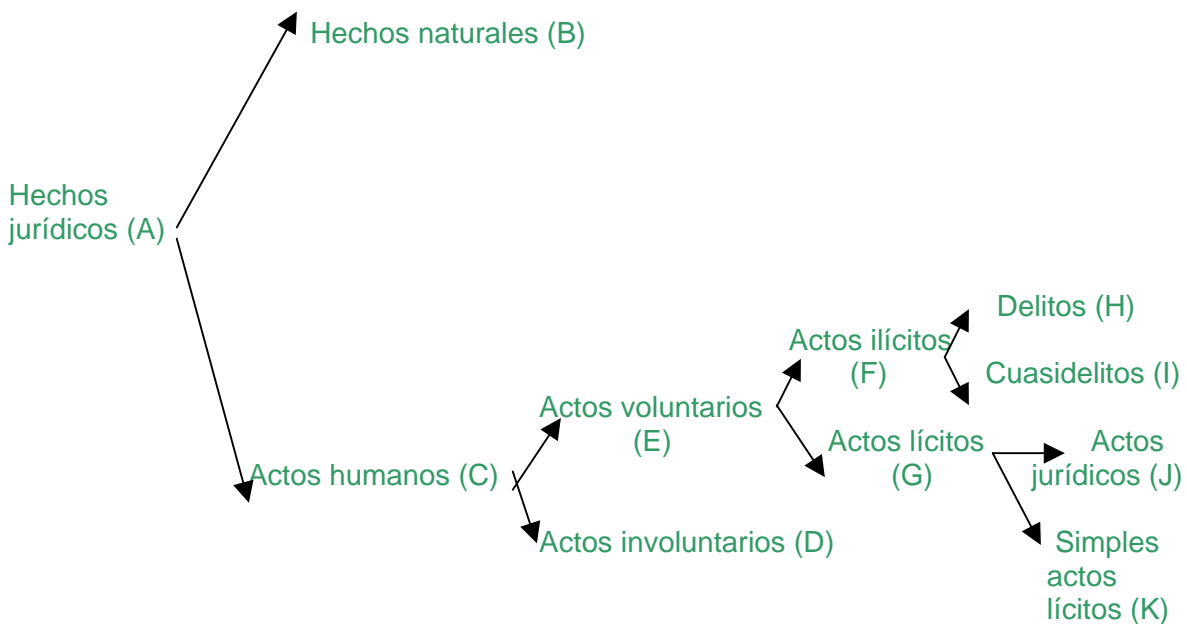 Hechos naturales (B)
Hechos
jurídicos (A)
Delitos (H)
Actos ilícitos
(F)
Cuasidelitos (I)
Actos voluntarios
(E)
Actos lícitos
(G)
Actos
jurídicos (J)
Actos humanos (C)
Actos involuntarios (D)
Simples
actos
lícitos (K)